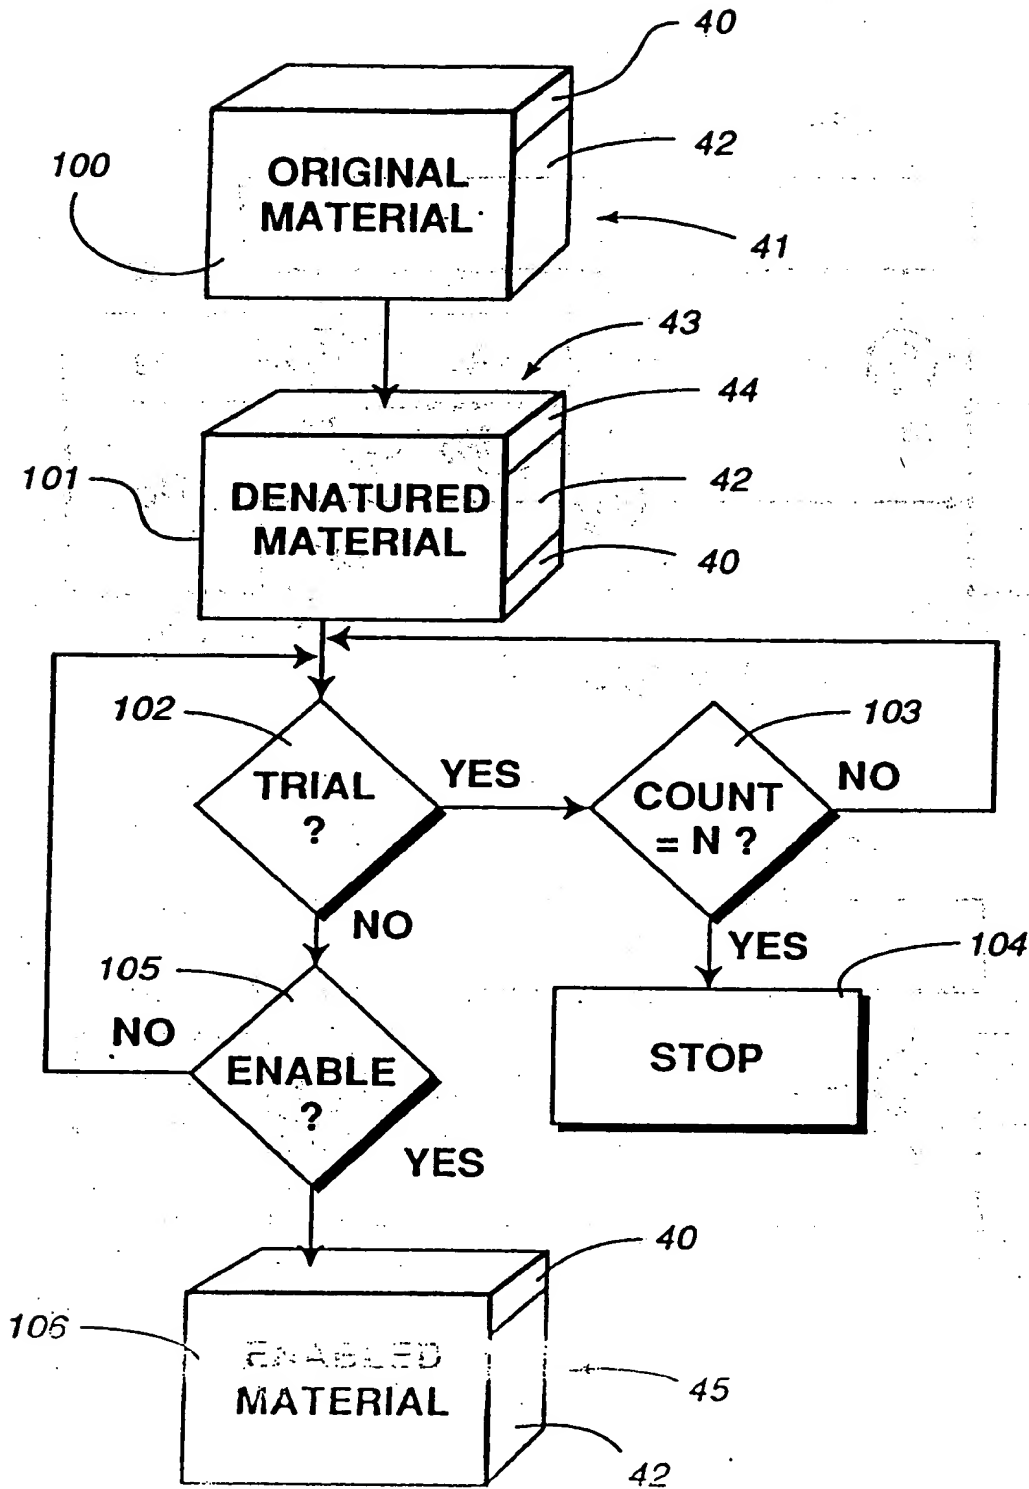 40
ORIGINAL
MATERIAL
42
100
41
43
44
DENATURED
MATERIAL
42
101
40
102
103
TRIAL
?
YES
COUNT
= N ?
NO
NO
YES
104
105
NO
ENABLE
?
STOP
YES
40
106
ENABLED
MATERIAL
45
42